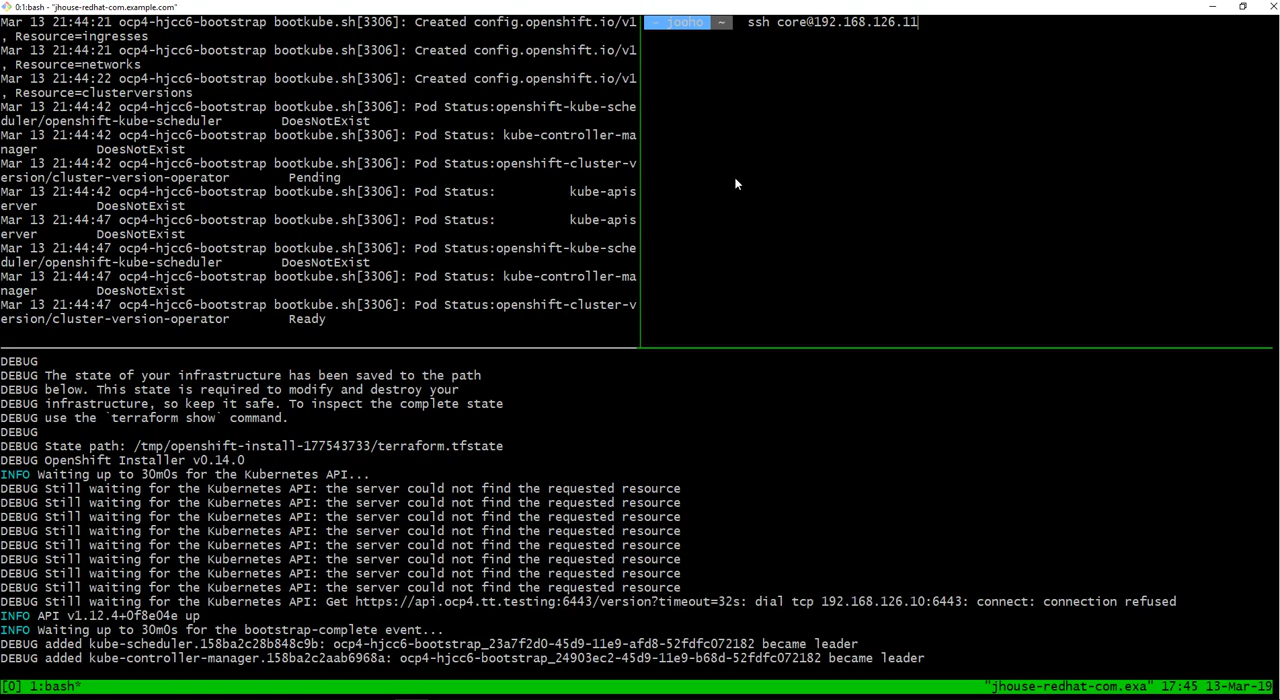 0:1:bash* - "jhouse-redhat-com.example.com"
Mar 13 21:44:21 ocp4-hjcc6-bootstrap bootkube.sh[3306]: Created config.openshift.io/v1
, Resource=ingresses
Mar 13 21:44:21 ocp4-hjcc6-bootstrap bootkube.sh[3306]: Created config.openshift.io/v1
, Resource=networks
Mar 13 21:44:22 ocp4-hjcc6-bootstrap bootkube.sh[3306]: Created config.openshift.io/v1
, Resource=clusterversions
Mar 13 21:44:42 ocp4-hjcc6-bootstrap bootkube.sh[3306]: Pod Status:openshift-kube-sche
duler/openshift-kube-scheduler        DoesNotExist
Mar 13 21:44:42 ocp4-hjcc6-bootstrap bootkube.sh[3306]: Pod Status: kube-controller-ma
nager        DoesNotExist
Mar 13 21:44:42 ocp4-hjcc6-bootstrap bootkube.sh[3306]: Pod Status:openshift-cluster-v
ersion/cluster-version-operator        Pending
Mar 13 21:44:42 ocp4-hjcc6-bootstrap bootkube.sh[3306]: Pod Status:          kube-apis
erver        DoesNotExist
Mar 13 21:44:47 ocp4-hjcc6-bootstrap bootkube.sh[3306]: Pod Status:          kube-apis
erver        DoesNotExist
Mar 13 21:44:47 ocp4-hjcc6-bootstrap bootkube.sh[3306]: Pod Status:openshift-kube-sche
duler/openshift-kube-scheduler        DoesNotExist
Mar 13 21:44:47 ocp4-hjcc6-bootstrap bootkube.sh[3306]: Pod Status: kube-controller-ma
nager        DoesNotExist
Mar 13 21:44:47 ocp4-hjcc6-bootstrap bootkube.sh[3306]: Pod Status:openshift-cluster-v
ersion/cluster-version-operator        Ready
~ jooho ~ ssh core@192.168.126.11
DEBUG
DEBUG The state of your infrastructure has been saved to the path
DEBUG below. This state is required to modify and destroy your
DEBUG infrastructure, so keep it safe. To inspect the complete state
DEBUG use the `terraform show` command.
DEBUG
DEBUG State path: /tmp/openshift-install-177543733/terraform.tfstate
DEBUG OpenShift Installer v0.14.0
INFO Waiting up to 30m0s for the Kubernetes API...
DEBUG Still waiting for the Kubernetes API: the server could not find the requested resource
DEBUG Still waiting for the Kubernetes API: the server could not find the requested resource
DEBUG Still waiting for the Kubernetes API: the server could not find the requested resource
DEBUG Still waiting for the Kubernetes API: the server could not find the requested resource
DEBUG Still waiting for the Kubernetes API: the server could not find the requested resource
DEBUG Still waiting for the Kubernetes API: the server could not find the requested resource
DEBUG Still waiting for the Kubernetes API: the server could not find the requested resource
DEBUG Still waiting for the Kubernetes API: the server could not find the requested resource
DEBUG Still waiting for the Kubernetes API: Get https://api.ocp4.tt.testing:6443/version?timeout=32s: dial tcp 192.168.126.10:6443: connect: connection refused
INFO API v1.12.4+0f8e04e up
INFO Waiting up to 30m0s for the bootstrap-complete event...
DEBUG added kube-scheduler.158ba2c28b848c9b: ocp4-hjcc6-bootstrap_23a7f2d0-45d9-11e9-afd8-52fdfc072182 became leader
DEBUG added kube-controller-manager.158ba2c2aab6968a: ocp4-hjcc6-bootstrap_24903ec2-45d9-11e9-b68d-52fdfc072182 became leader
[0] 1:bash* "jhouse-redhat-com.exa" 17:45 13-Mar-19